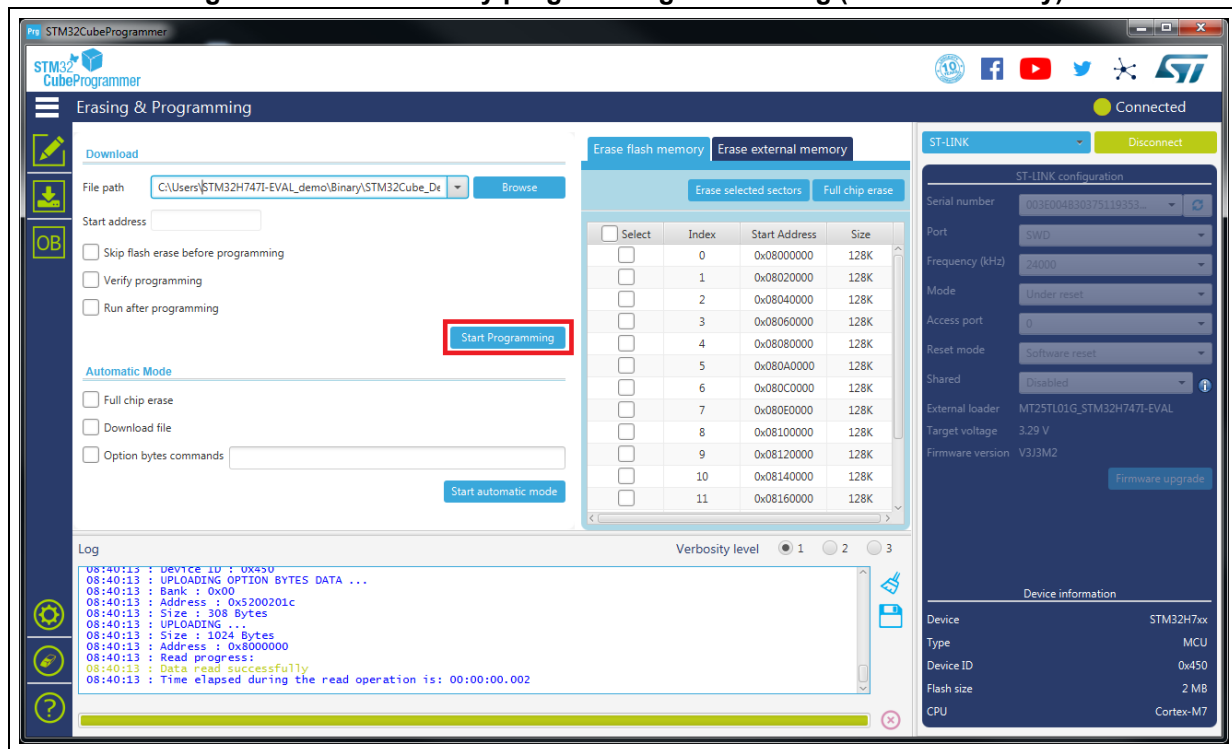 STM32CubeProgrammer
STM32
CubeProgrammer
Erasing & Programming
Connected
Download
File path C:\Users\STM32H747I-EVAL_demo\Binary\STM32Cube_De Browse
Start address
Skip flash erase before programming
Verify programming
Run after programming
Start Programming
Automatic Mode
Full chip erase
Download file
Option bytes commands
Start automatic mode
OB
Erase flash memory Erase external memory
Erase selected sectors Full chip erase
Select Index Start Address Size
0 0x08000000 128K
1 0x08020000 128K
2 0x08040000 128K
3 0x08060000 128K
4 0x08080000 128K
5 0x080A0000 128K
6 0x080C0000 128K
7 0x080E0000 128K
8 0x08100000 128K
9 0x08120000 128K
10 0x08140000 128K
11 0x08160000 128K
ST-LINK Disconnect
ST-LINK configuration
Serial number 003E004830375119353...
Port SWD
Frequency (kHz) 24000
Mode Under reset
Access port 0
Reset mode Software reset
Shared Disabled
External loader MT25TL01G_STM32H747I-EVAL
Target voltage 3.29 V
Firmware version V3J3M2
Firmware upgrade
Log Verbosity level 1 2 3
08:40:13 : Device ID : 0x450
08:40:13 : UPLOADING OPTION BYTES DATA ...
08:40:13 : Bank : 0x00
08:40:13 : Address : 0x5200201c
08:40:13 : Size : 308 Bytes
08:40:13 : UPLOADING ...
08:40:13 : Size : 1024 Bytes
08:40:13 : Address : 0x8000000
08:40:13 : Read progress:
08:40:13 : Data read successfully
08:40:13 : Time elapsed during the read operation is: 00:00:00.002
Device information
Device STM32H7xx
Type MCU
Device ID 0x450
Flash size 2 MB
CPU Cortex-M7